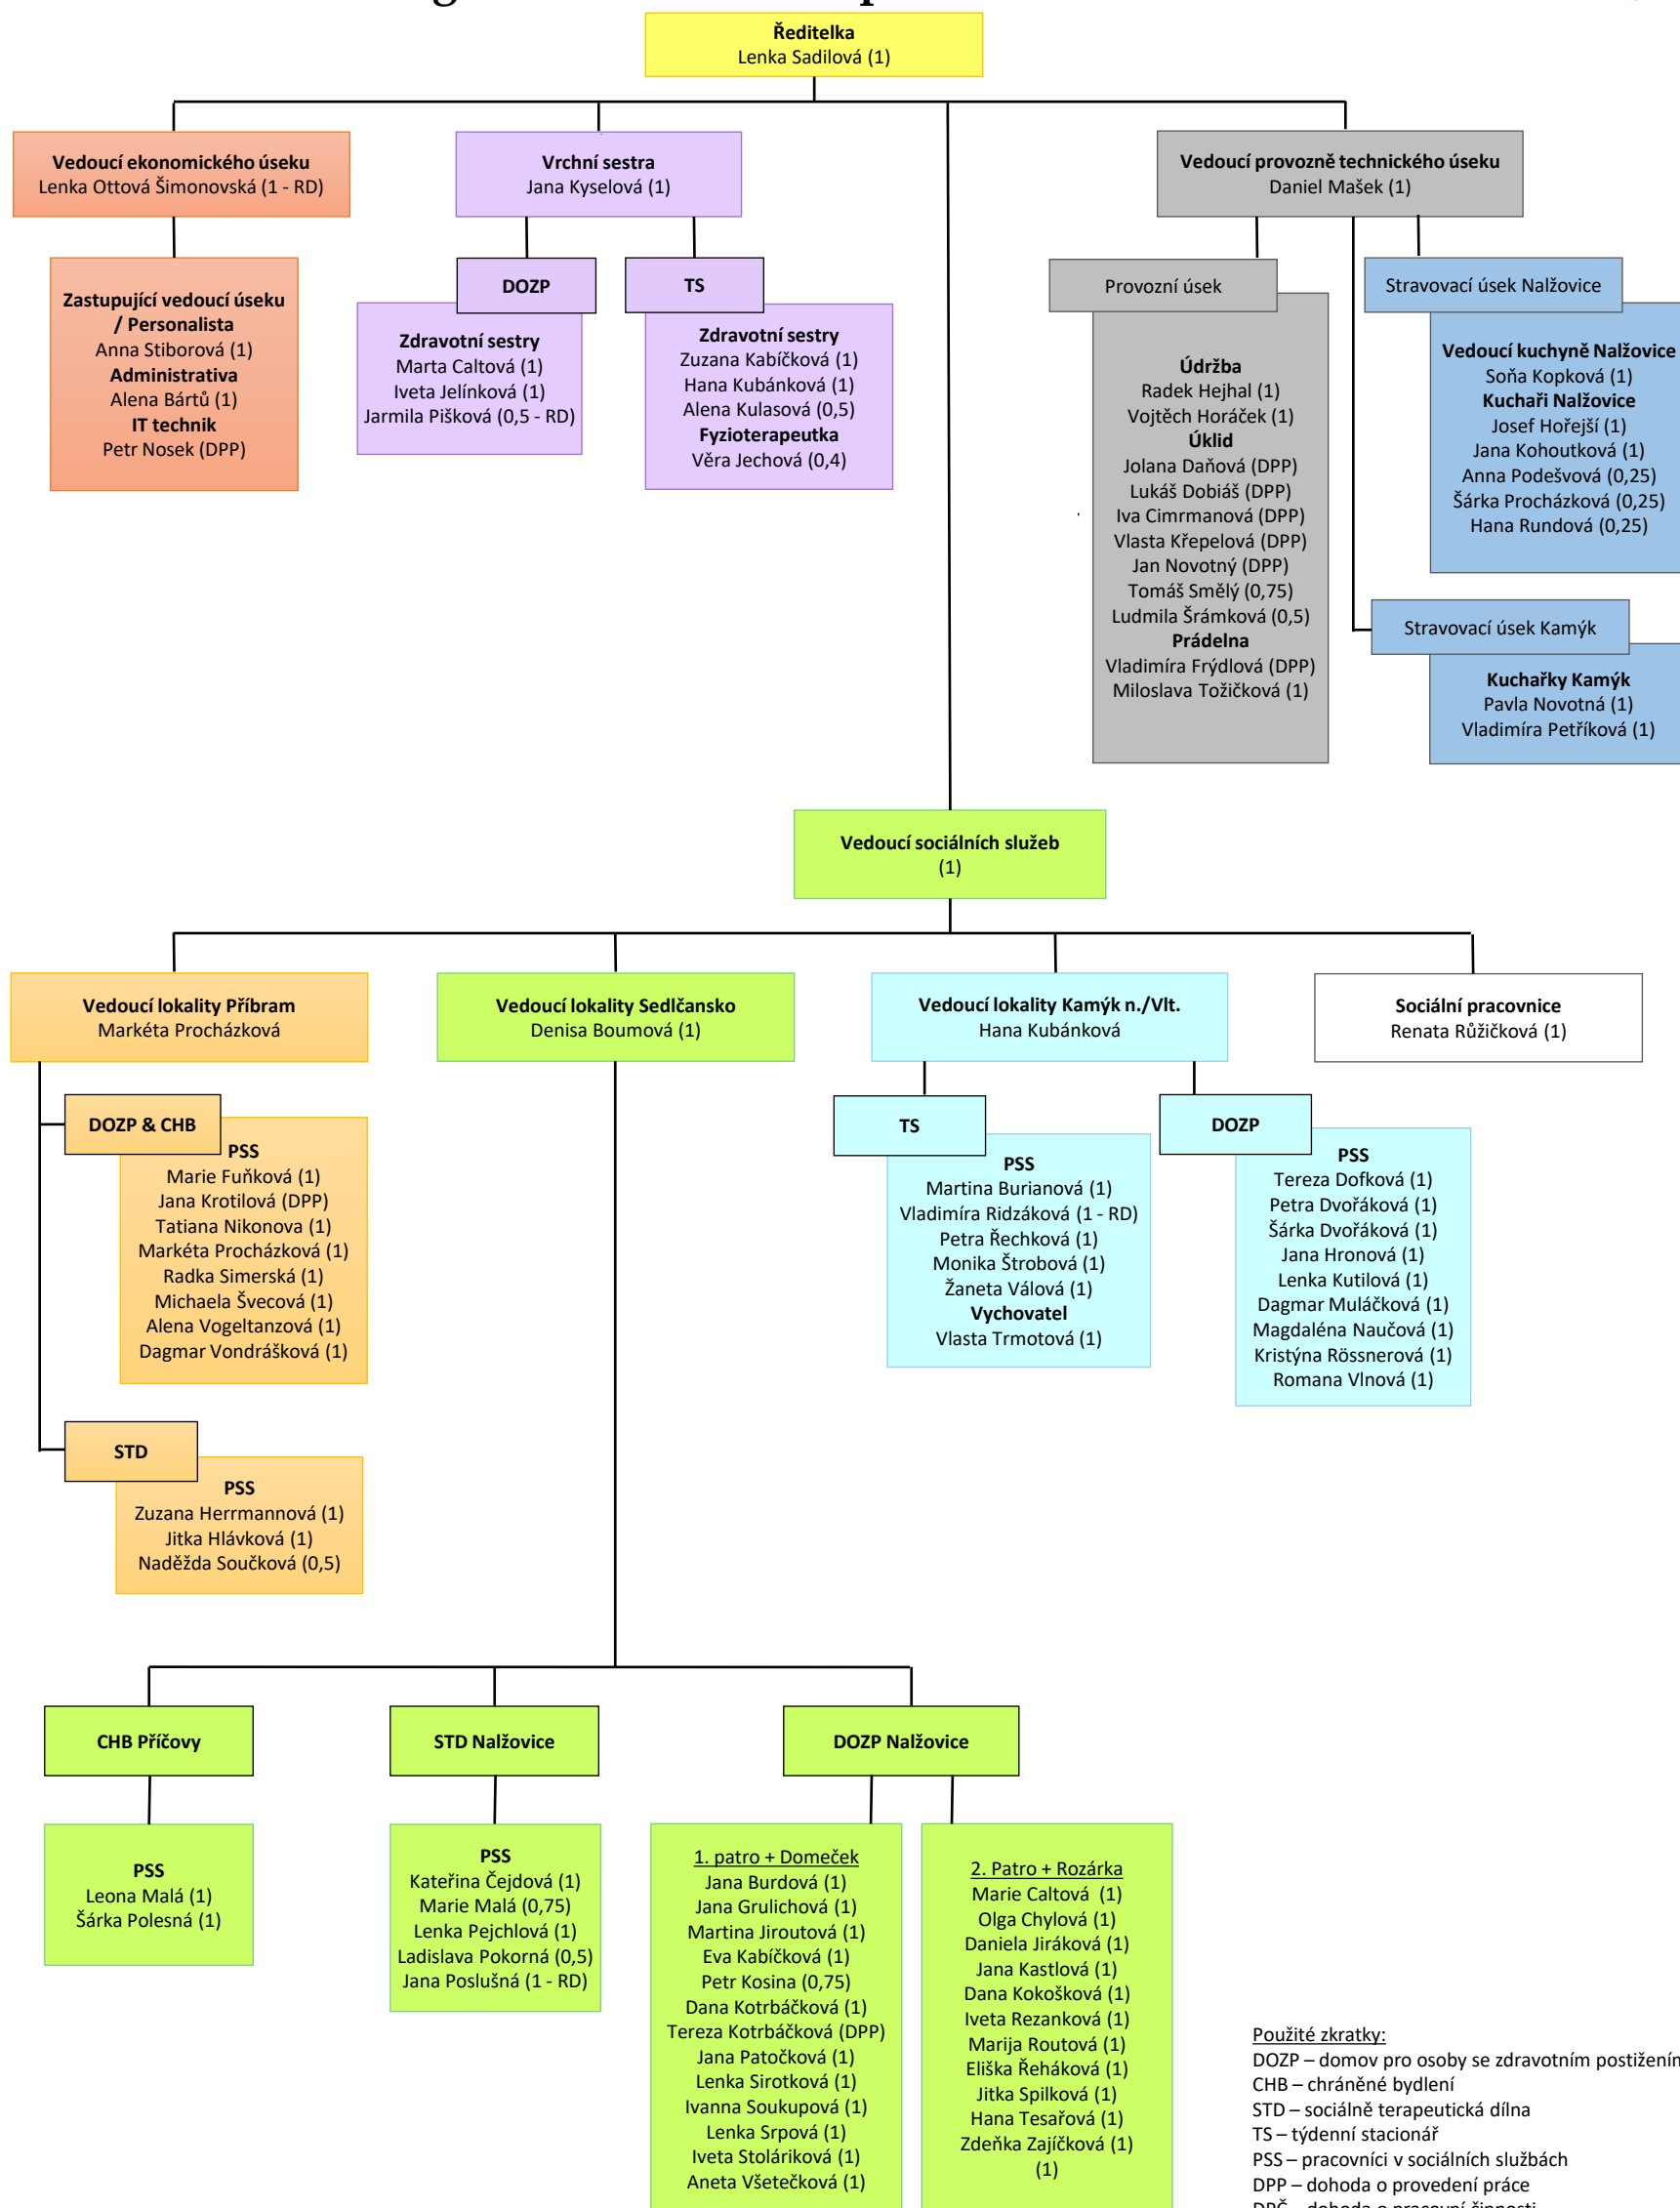 Ředitelka
Lenka Sadilová (1)
Vedoucí ekonomického úseku
Lenka Ottová Šimonovská (1 - RD)
Vrchní sestra
Jana Kyselová (1)
Vedoucí provozně technického úseku
Daniel Mašek (1)
Zastupující vedoucí úseku
/ Personalista
Anna Stiborová (1)
Administrativa
Alena Bártů (1)
IT technik
Petr Nosek (DPP)
DOZP
Zdravotní sestry
Marta Caltová (1)
Iveta Jelínková (1)
Jarmila Pišková (0,5 - RD)
TS
Zdravotní sestry
Zuzana Kabíčková (1)
Hana Kubánková (1)
Alena Kulasová (0,5)
Fyzioterapeutka
Věra Jechová (0,4)
Provozní úsek
Údržba
Radek Hejhal (1)
Vojtěch Horáček (1)
Úklid
Jolana Daňová (DPP)
Lukáš Dobiáš (DPP)
Iva Cimrmanová (DPP)
Vlasta Křepelová (DPP)
Jan Novotný (DPP)
Tomáš Smělý (0,75)
Ludmila Šrámková (0,5)
Prádelna
Vladimíra Frýdlová (DPP)
Miloslava Tožičková (1)
Stravovací úsek Nalžovice
Vedoucí kuchyně Nalžovice
Soňa Kopková (1)
Kuchaři Nalžovice
Josef Hořejší (1)
Jana Kohoutková (1)
Anna Podešvová (0,25)
Šárka Procházková (0,25)
Hana Rundová (0,25)
Stravovací úsek Kamýk
Kuchařky Kamýk
Pavla Novotná (1)
Vladimíra Petříková (1)
Vedoucí sociálních služeb
(1)
Vedoucí lokality Příbram
Markéta Procházková
Vedoucí lokality Sedlčansko
Denisa Boumová (1)
Vedoucí lokality Kamýk n./Vlt.
Hana Kubánková
Sociální pracovnice
Renata Růžičková (1)
DOZP & CHB
PSS
Marie Fuňková (1)
Jana Krotilová (DPP)
Tatiana Nikonova (1)
Markéta Procházková (1)
Radka Simerská (1)
Michaela Švecová (1)
Alena Vogeltanzová (1)
Dagmar Vondrášková (1)
STD
PSS
Zuzana Herrmannová (1)
Jitka Hlávková (1)
Naděžda Součková (0,5)
TS
PSS
Martina Burianová (1)
Vladimíra Ridzáková (1 - RD)
Petra Řechková (1)
Monika Štrobová (1)
Žaneta Válová (1)
Vychovatel
Vlasta Trmotová (1)
DOZP
PSS
Tereza Dofková (1)
Petra Dvořáková (1)
Šárka Dvořáková (1)
Jana Hronová (1)
Lenka Kutilová (1)
Dagmar Muláčková (1)
Magdaléna Naučová (1)
Kristýna Rössnerová (1)
Romana Vlnová (1)
CHB Příčovy
PSS
Leona Malá (1)
Šárka Polesná (1)
STD Nalžovice
PSS
Kateřina Čejdová (1)
Marie Malá (0,75)
Lenka Pejchlová (1)
Ladislava Pokorná (0,5)
Jana Poslušná (1 - RD)
DOZP Nalžovice
1. patro + Domeček
Jana Burdová (1)
Jana Grulichová (1)
Martina Jiroutová (1)
Eva Kabíčková (1)
Petr Kosina (0,75)
Dana Kotrbáčková (1)
Tereza Kotrbáčková (DPP)
Jana Patočková (1)
Lenka Sirotková (1)
Ivanna Soukupová (1)
Lenka Srpová (1)
Iveta Stoláriková (1)
Aneta Všetečková (1)
2. Patro + Rozárka
Marie Caltová (1)
Olga Chylová (1)
Daniela Jiráková (1)
Jana Kastlová (1)
Dana Kokošková (1)
Iveta Rezanková (1)
Marija Routová (1)
Eliška Řeháková (1)
Jitka Spilková (1)
Hana Tesařová (1)
Zdeňka Zajíčková (1)
(1)
Použité zkratky:
DOZP – domov pro osoby se zdravotním postižením
CHB – chráněné bydlení
STD – sociálně terapeutická dílna
TS – týdenní stacionář
PSS – pracovníci v sociálních službách
DPP – dohoda o provedení práce
DPČ – dohoda o pracovní činnosti